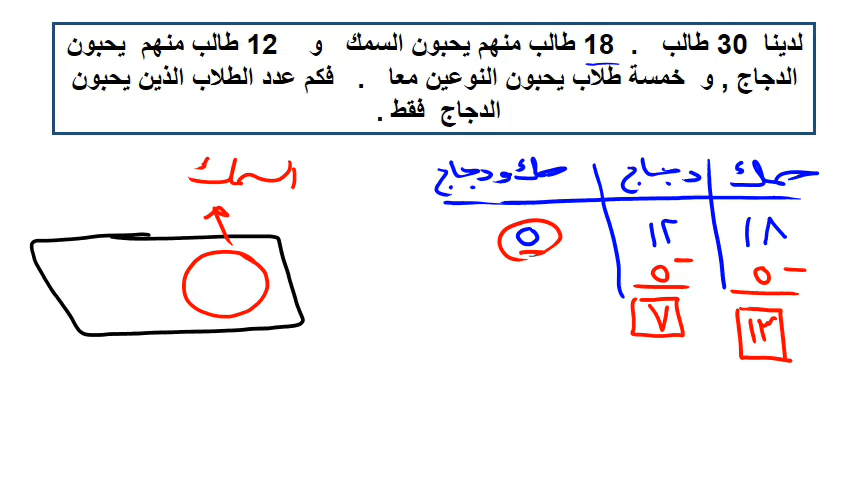 لدينا 30 طالب . 18 طالب منهم يحبون السمك و 12 طالب منهم يحبون
الدجاج , و خمسة طلاب يحبون النوعين معا . فكم عدد الطلاب الذين يحبون
الدجاج فقط .
السمك
سمك دجاج سمك ودجاج
١٨ ١٢ ٥
٥ − ٥ −
١٣ ٧